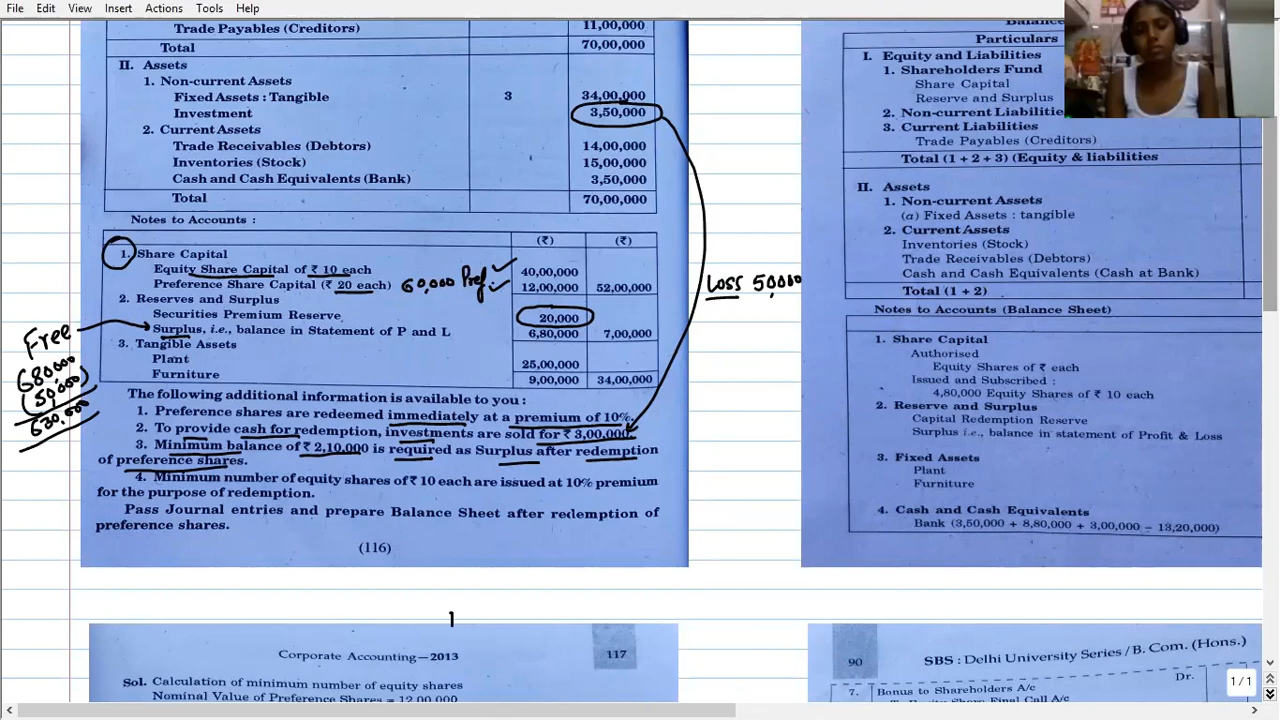 File Edit View Insert Actions Tools Help
Trade Payables (Creditors) 11,00,000
Total 70,00,000
II. Assets
1. Non-current Assets
Fixed Assets : Tangible 3 34,00,000
Investment 3,50,000
2. Current Assets
Trade Receivables (Debtors) 14,00,000
Inventories (Stock) 15,00,000
Cash and Cash Equivalents (Bank) 3,50,000
Total 70,00,000
Notes to Accounts :
(₹) (₹)
1. Share Capital
Equity Share Capital of ₹ 10 each 40,00,000
Preference Share Capital (₹ 20 each) 60,000 Pref. 12,00,000 52,00,000
2. Reserves and Surplus
Securities Premium Reserve 20,000
Surplus, i.e., balance in Statement of P and L 6,80,000 7,00,000
3. Tangible Assets
Plant 25,00,000
Furniture 9,00,000 34,00,000
Free
680000
(50,000)
630,000
Loss 50,000
The following additional information is available to you :
1. Preference shares are redeemed immediately at a premium of 10%.
2. To provide cash for redemption, investments are sold for ₹ 3,00,000.
3. Minimum balance of ₹ 2,10,000 is required as Surplus after redemption
of preference shares.
4. Minimum number of equity shares of ₹ 10 each are issued at 10% premium
for the purpose of redemption.
Pass Journal entries and prepare Balance Sheet after redemption of
preference shares.
(116)
Corporate Accounting—2013 117
Sol. Calculation of minimum number of equity shares
Nominal Value of Preference Shares = 12,00,000
Balance
Particulars
I. Equity and Liabilities
1. Shareholders Fund
Share Capital
Reserve and Surplus
2. Non-current Liabilitie
3. Current Liabilities
Trade Payables (Creditors)
Total (1 + 2 + 3) (Equity & liabilities
II. Assets
1. Non-current Assets
(a) Fixed Assets : tangible
2. Current Assets
Inventories (Stock)
Trade Receivables (Debtors)
Cash and Cash Equivalents (Cash at Bank)
Total (1 + 2)
Notes to Accounts (Balance Sheet)
1. Share Capital
Authorised
Equity Shares of ₹ each
Issued and Subscribed :
4,80,000 Equity Shares of ₹ 10 each
2. Reserve and Surplus
Capital Redemption Reserve
Surplus i.e., balance in statement of Profit & Loss
3. Fixed Assets
Plant
Furniture
4. Cash and Cash Equivalents
Bank (3,50,000 + 8,80,000 + 3,00,000 – 13,20,000)
90 SBS : Delhi University Series / B. Com. (Hons.)
Dr.
7. Bonus to Shareholders A/c
To Equity Share Final Call A/c
1 / 1